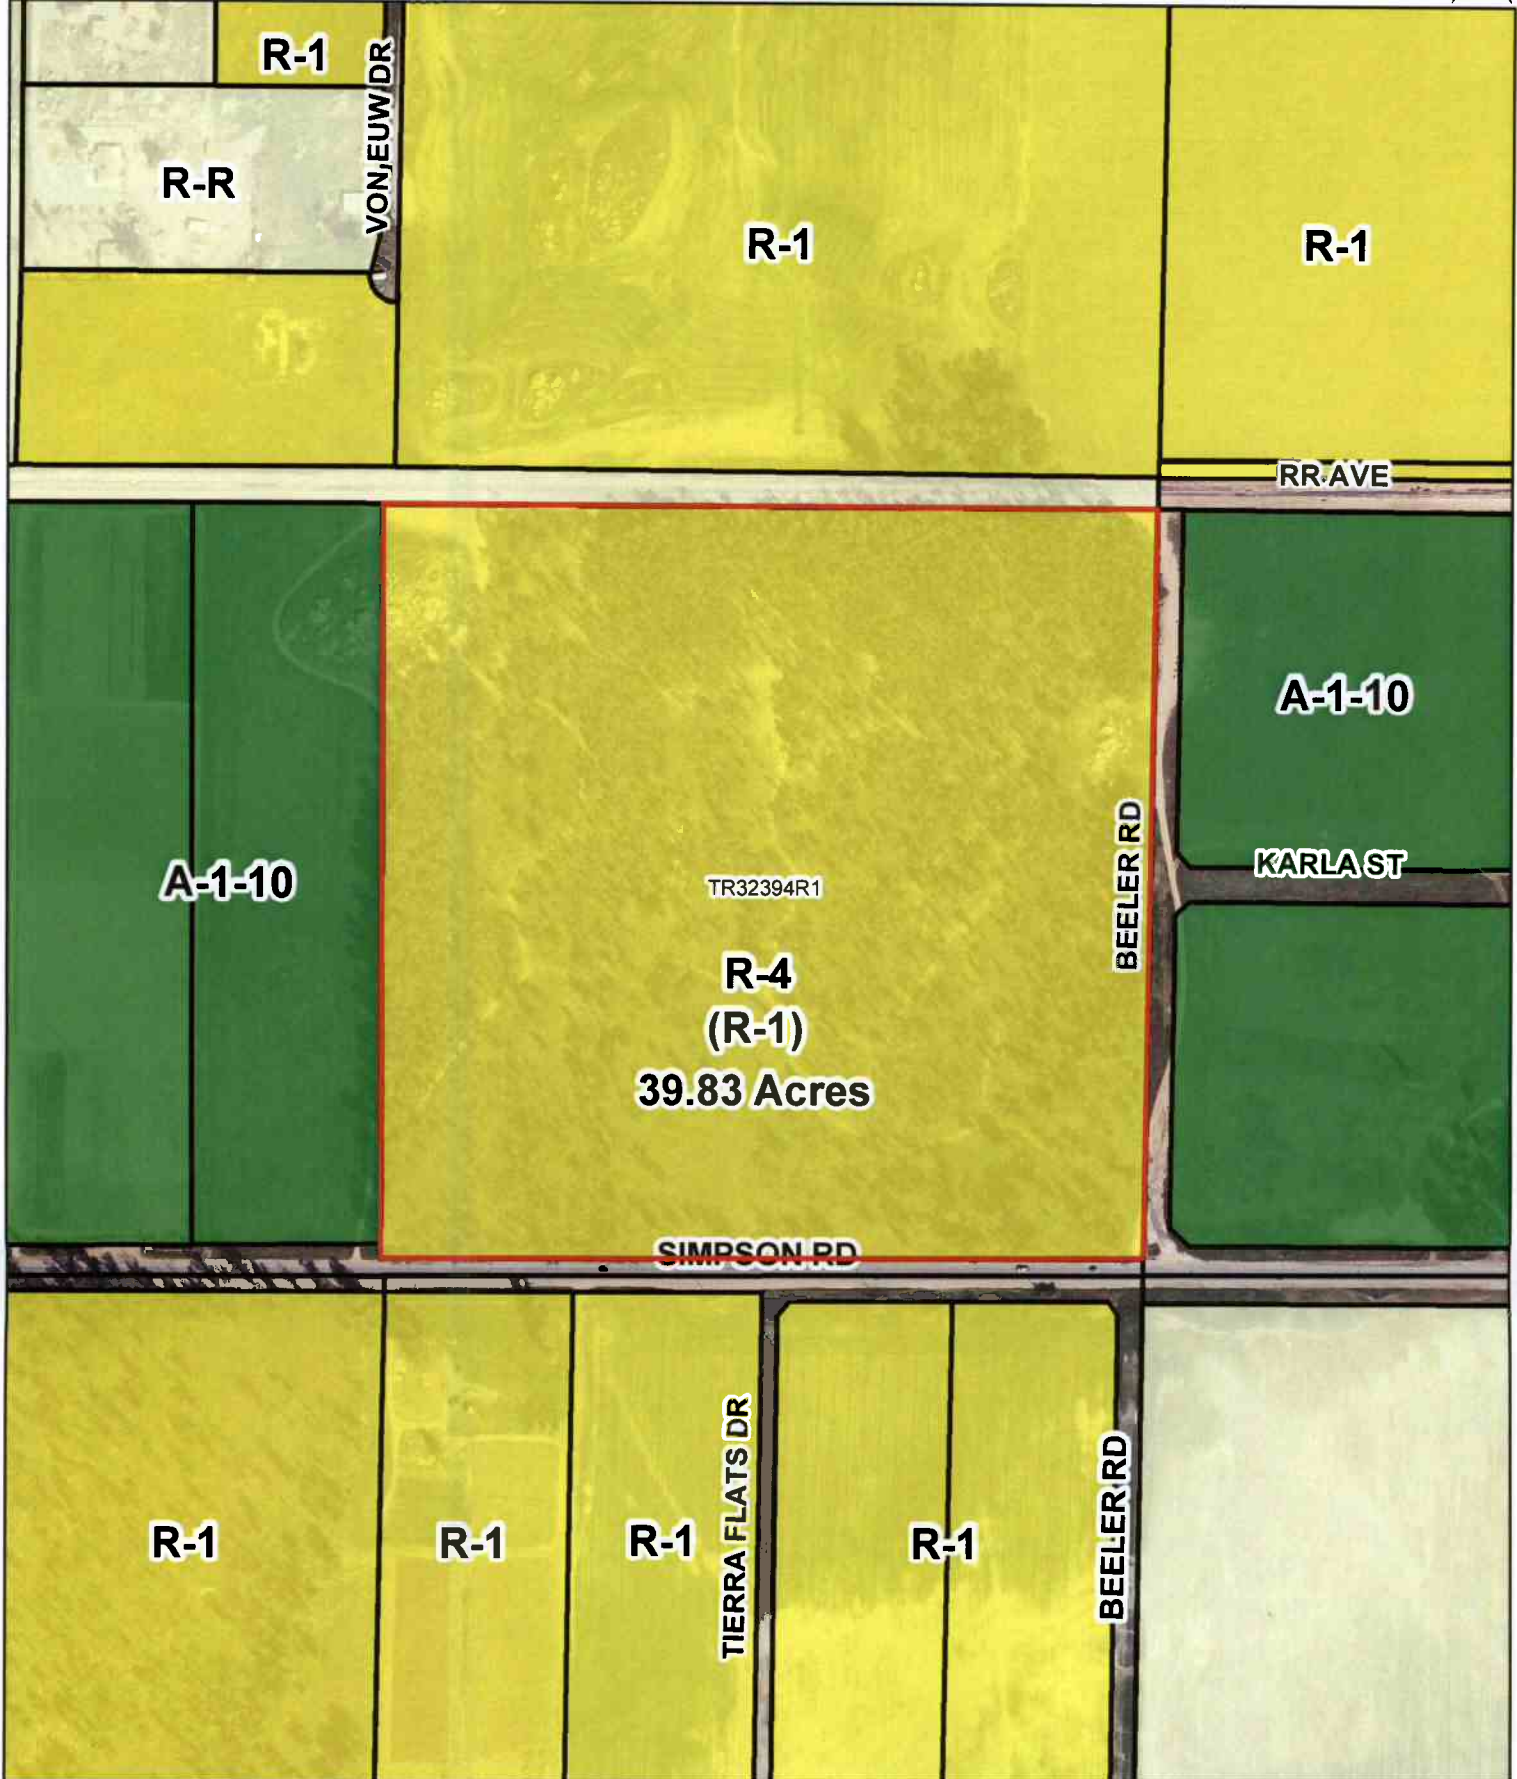 R-1
VON EUW DR
R-R
R-1
R-1
RR AVE
A-1-10
BEELER RD
KARLA ST
A-1-10
TR32394R1
R-4
(R-1)
39.83 Acres
SIMPSON RD
TIERRA FLATS DR
BEELER RD
R-1
R-1
R-1
R-1